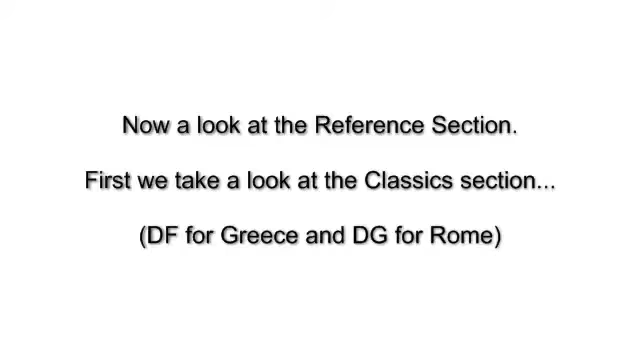 Now a look at the Reference Section.
First we take a look at the Classics section...
(DF for Greece and DG for Rome)